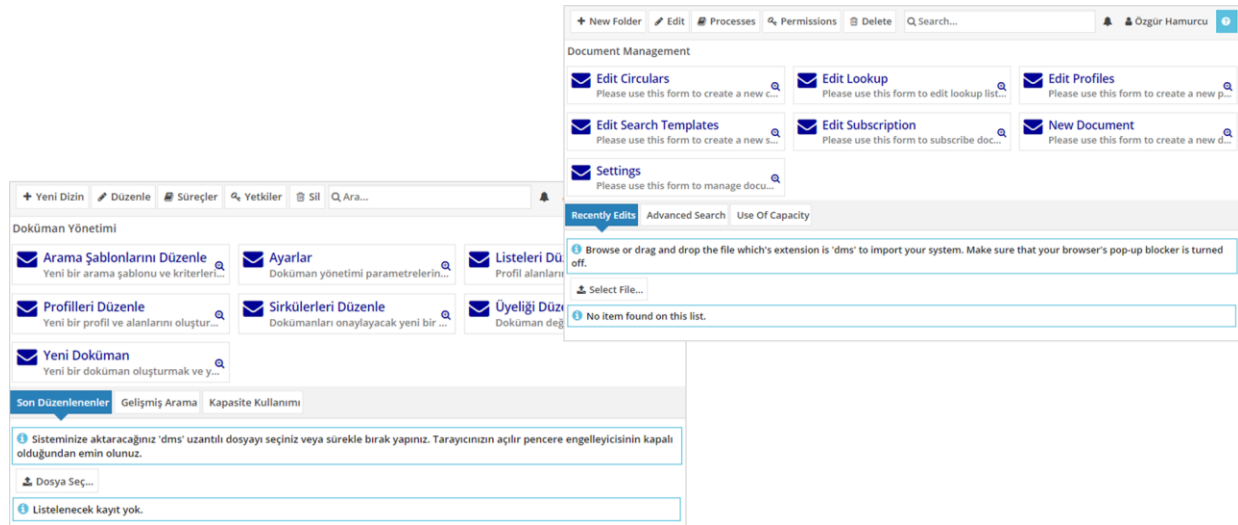 New Folder Edit Processes Permissions Delete Search... Özgür Hamurcu
Document Management
Edit Circulars
Please use this form to create a new c...
Edit Lookup
Please use this form to edit lookup list...
Edit Profiles
Please use this form to create a new p...
Edit Search Templates
Please use this form to create a new s...
Edit Subscription
Please use this form to subscribe doc...
New Document
Please use this form to create a new d...
Settings
Please use this form to manage docu...
Recently Edits Advanced Search Use Of Capacity
Browse or drag and drop the file which's extension is 'dms' to import your system. Make sure that your browser's pop-up blocker is turned
off.
Select File...
No item found on this list.
Yeni Dizin Düzenle Süreçler Yetkiler Sil Ara...
Doküman Yönetimi
Arama Şablonlarını Düzenle
Yeni bir arama şablonu ve kriterleri...
Ayarlar
Doküman yönetimi parametrelerin...
Listeleri Dü
Profil alanları
Profilleri Düzenle
Yeni bir profil ve alanlarını oluştur...
Sirkülerleri Düzenle
Dokümanları onaylayacak yeni bir ...
Üyeliği Düze
Doküman değ
Yeni Doküman
Yeni bir doküman oluşturmak ve y...
Son Düzenlenenler Gelişmiş Arama Kapasite Kullanımı
Sisteminize aktaracağınız 'dms' uzantılı dosyayı seçiniz veya sürekle bırak yapınız. Tarayıcınızın açılır pencere engelleyicisinin kapalı
olduğundan emin olunuz.
Dosya Seç...
Listelenecek kayıt yok.